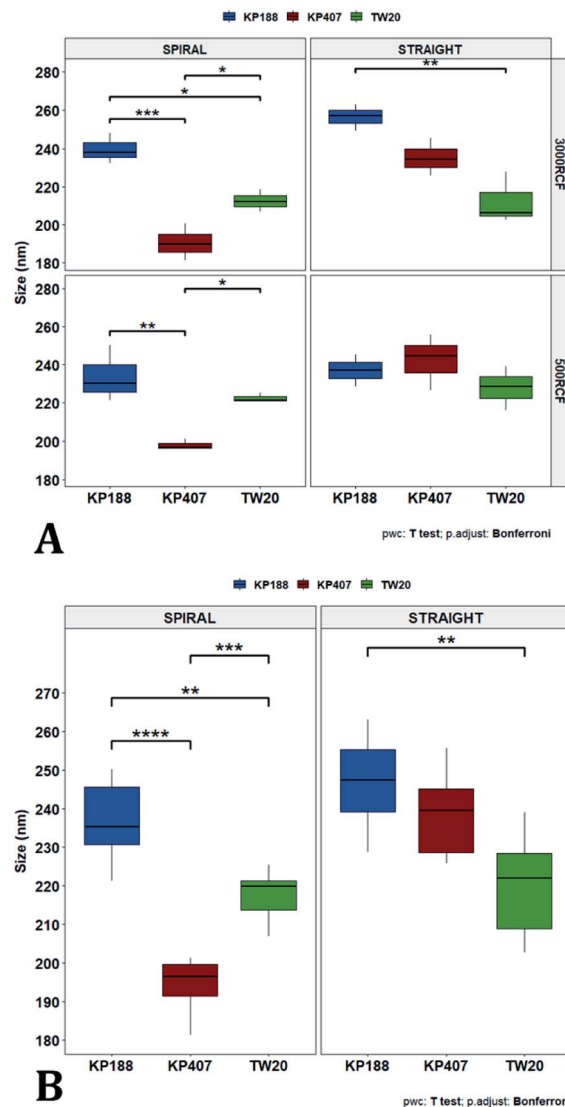 KP188 KP407 TW20
SPIRAL STRAIGHT
280
260
240
220
200
180
*
*
***
**
3000RCF
Size (nm)
280
260
240
220
200
180
*
**
500RCF
KP188 KP407 TW20 KP188 KP407 TW20
A
pwc: T test; p.adjust: Bonferroni
KP188 KP407 TW20
SPIRAL STRAIGHT
***
**
****
**
270
260
250
240
230
220
210
200
190
180
Size (nm)
KP188 KP407 TW20 KP188 KP407 TW20
B
pwc: T test; p.adjust: Bonferroni